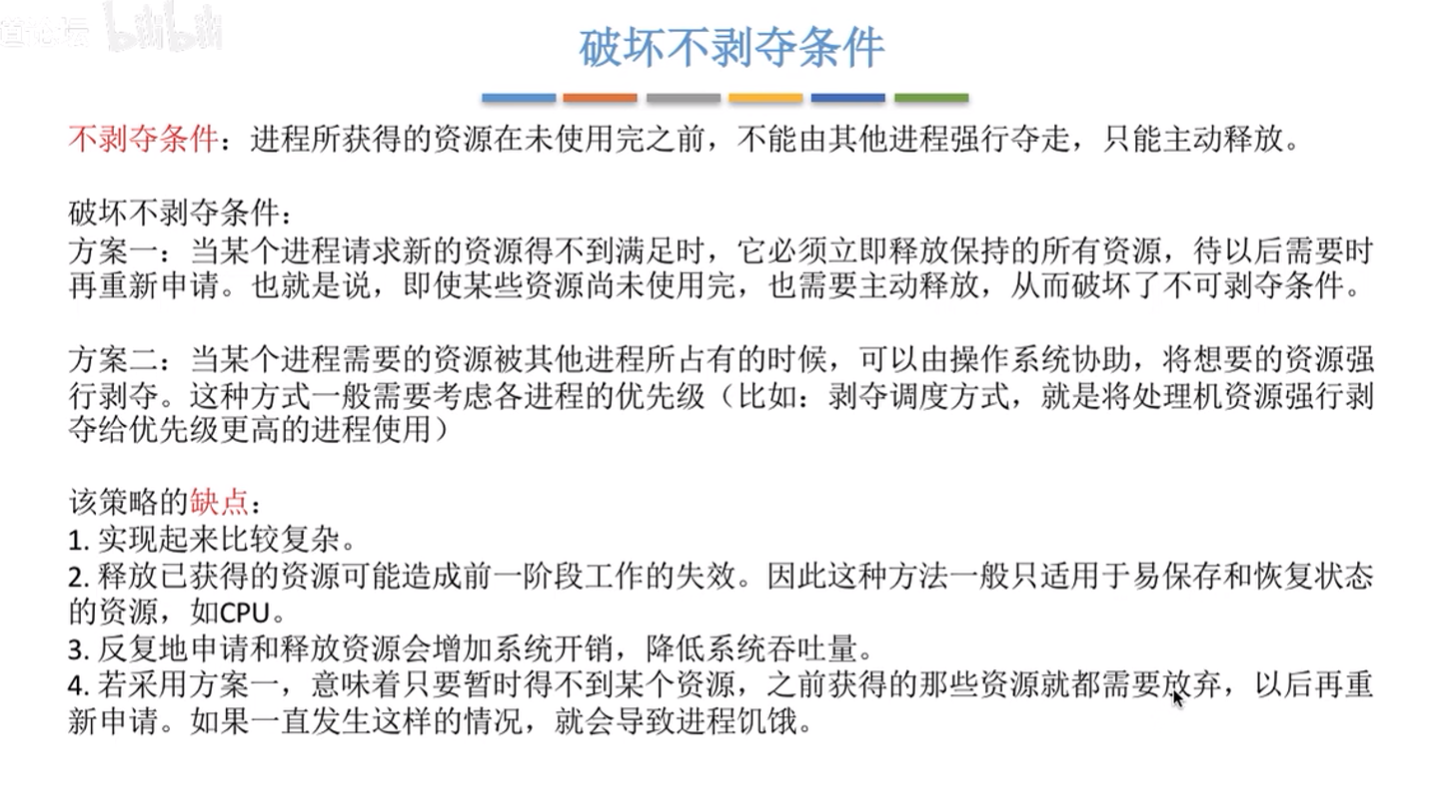 bilibili
破坏不剥夺条件
不剥夺条件：进程所获得的资源在未使用完之前，不能由其他进程强行夺走，只能主动释放。
破坏不剥夺条件：
方案一：当某个进程请求新的资源得不到满足时，它必须立即释放保持的所有资源，待以后需要时
再重新申请。也就是说，即使某些资源尚未使用完，也需要主动释放，从而破坏了不可剥夺条件。
方案二：当某个进程需要的资源被其他进程所占有的时候，可以由操作系统协助，将想要的资源强
行剥夺。这种方式一般需要考虑各进程的优先级（比如：剥夺调度方式，就是将处理机资源强行剥
夺给优先级更高的进程使用）
该策略的缺点：
1. 实现起来比较复杂。
2. 释放已获得的资源可能造成前一阶段工作的失效。因此这种方法一般只适用于易保存和恢复状态
的资源，如CPU。
3. 反复地申请和释放资源会增加系统开销，降低系统吞吐量。
4. 若采用方案一，意味着只要暂时得不到某个资源，之前获得的那些资源就都需要放弃，以后再重
新申请。如果一直发生这样的情况，就会导致进程饥饿。